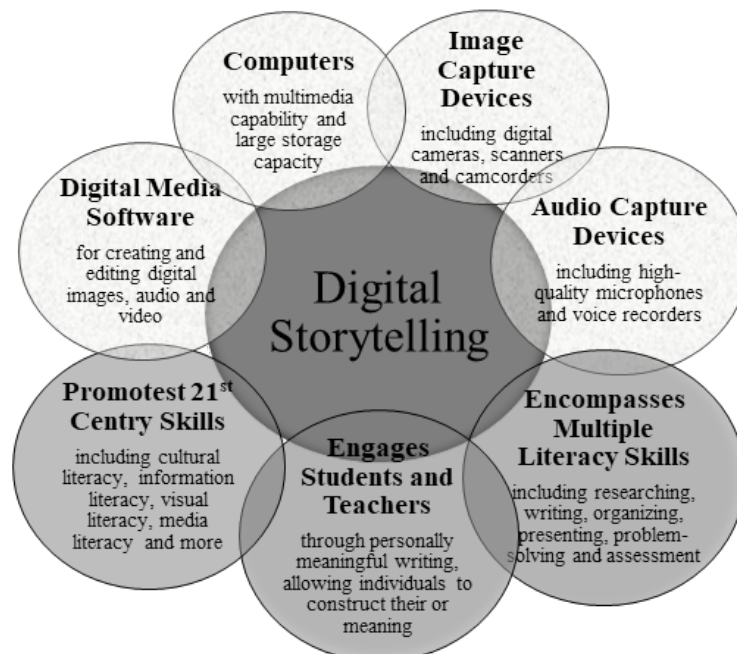 Computers
with multimedia
capability and
large storage
capacity
Image
Capture
Devices
including digital
cameras, scanners
and camcorders
Digital Media
Software
for creating and
editing digital
images, audio and
video
Audio Capture
Devices
including high-
quality microphones
and voice recorders
Digital
Storytelling
Promotest 21st
Centry Skills
including cultural
literacy, information
literacy, visual
literacy, media
literacy and more
Engages
Students and
Teachers
through personally
meaningful writing,
allowing individuals to
construct their or
meaning
Encompasses
Multiple
Literacy Skills
including researching,
writing, organizing,
presenting, problem-
solving and assessment